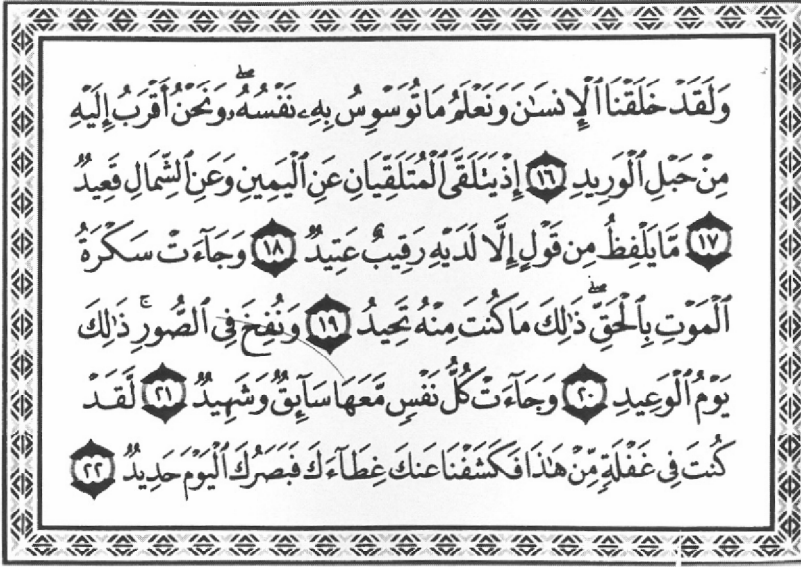 وَلَقَدْ خَلَقْنَا ٱلْإِنسَٰنَ وَنَعْلَمُ مَا تُوَسْوِسُ بِهِۦ نَفْسُهُۥۖ وَنَحْنُ أَقْرَبُ إِلَيْهِ
مِنْ حَبْلِ ٱلْوَرِيدِ ١٦ إِذْ يَتَلَقَّى ٱلْمُتَلَقِّيَانِ عَنِ ٱلْيَمِينِ وَعَنِ ٱلشِّمَالِ قَعِيدٌ
١٧ مَّا يَلْفِظُ مِن قَوْلٍ إِلَّا لَدَيْهِ رَقِيبٌ عَتِيدٌ ١٨ وَجَآءَتْ سَكْرَةُ
ٱلْمَوْتِ بِٱلْحَقِّۖ ذَٰلِكَ مَا كُنتَ مِنْهُ تَحِيدُ ١٩ وَنُفِخَ فِى ٱلصُّورِۚ ذَٰلِكَ
يَوْمُ ٱلْوَعِيدِ ٢٠ وَجَآءَتْ كُلُّ نَفْسٍ مَّعَهَا سَآئِقٌ وَشَهِيدٌ ٢١ لَّقَدْ
كُنتَ فِى غَفْلَةٍ مِّنْ هَٰذَا فَكَشَفْنَا عَنكَ غِطَآءَكَ فَبَصَرُكَ ٱلْيَوْمَ حَدِيدٌ ٢٢